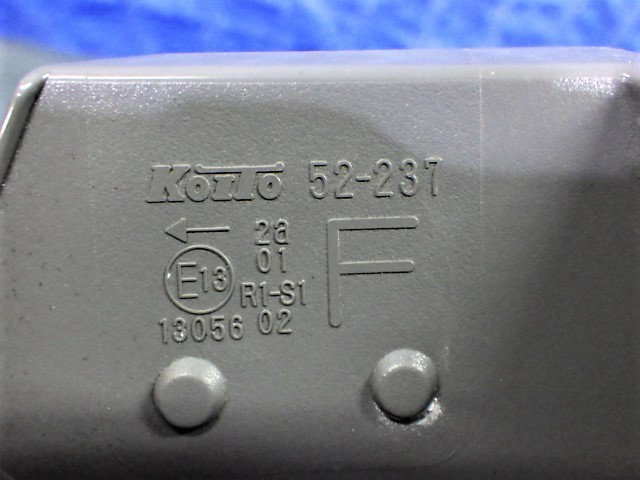 KOITO 52-237
← 2a
E13 01
R1-S1
13056 02
F